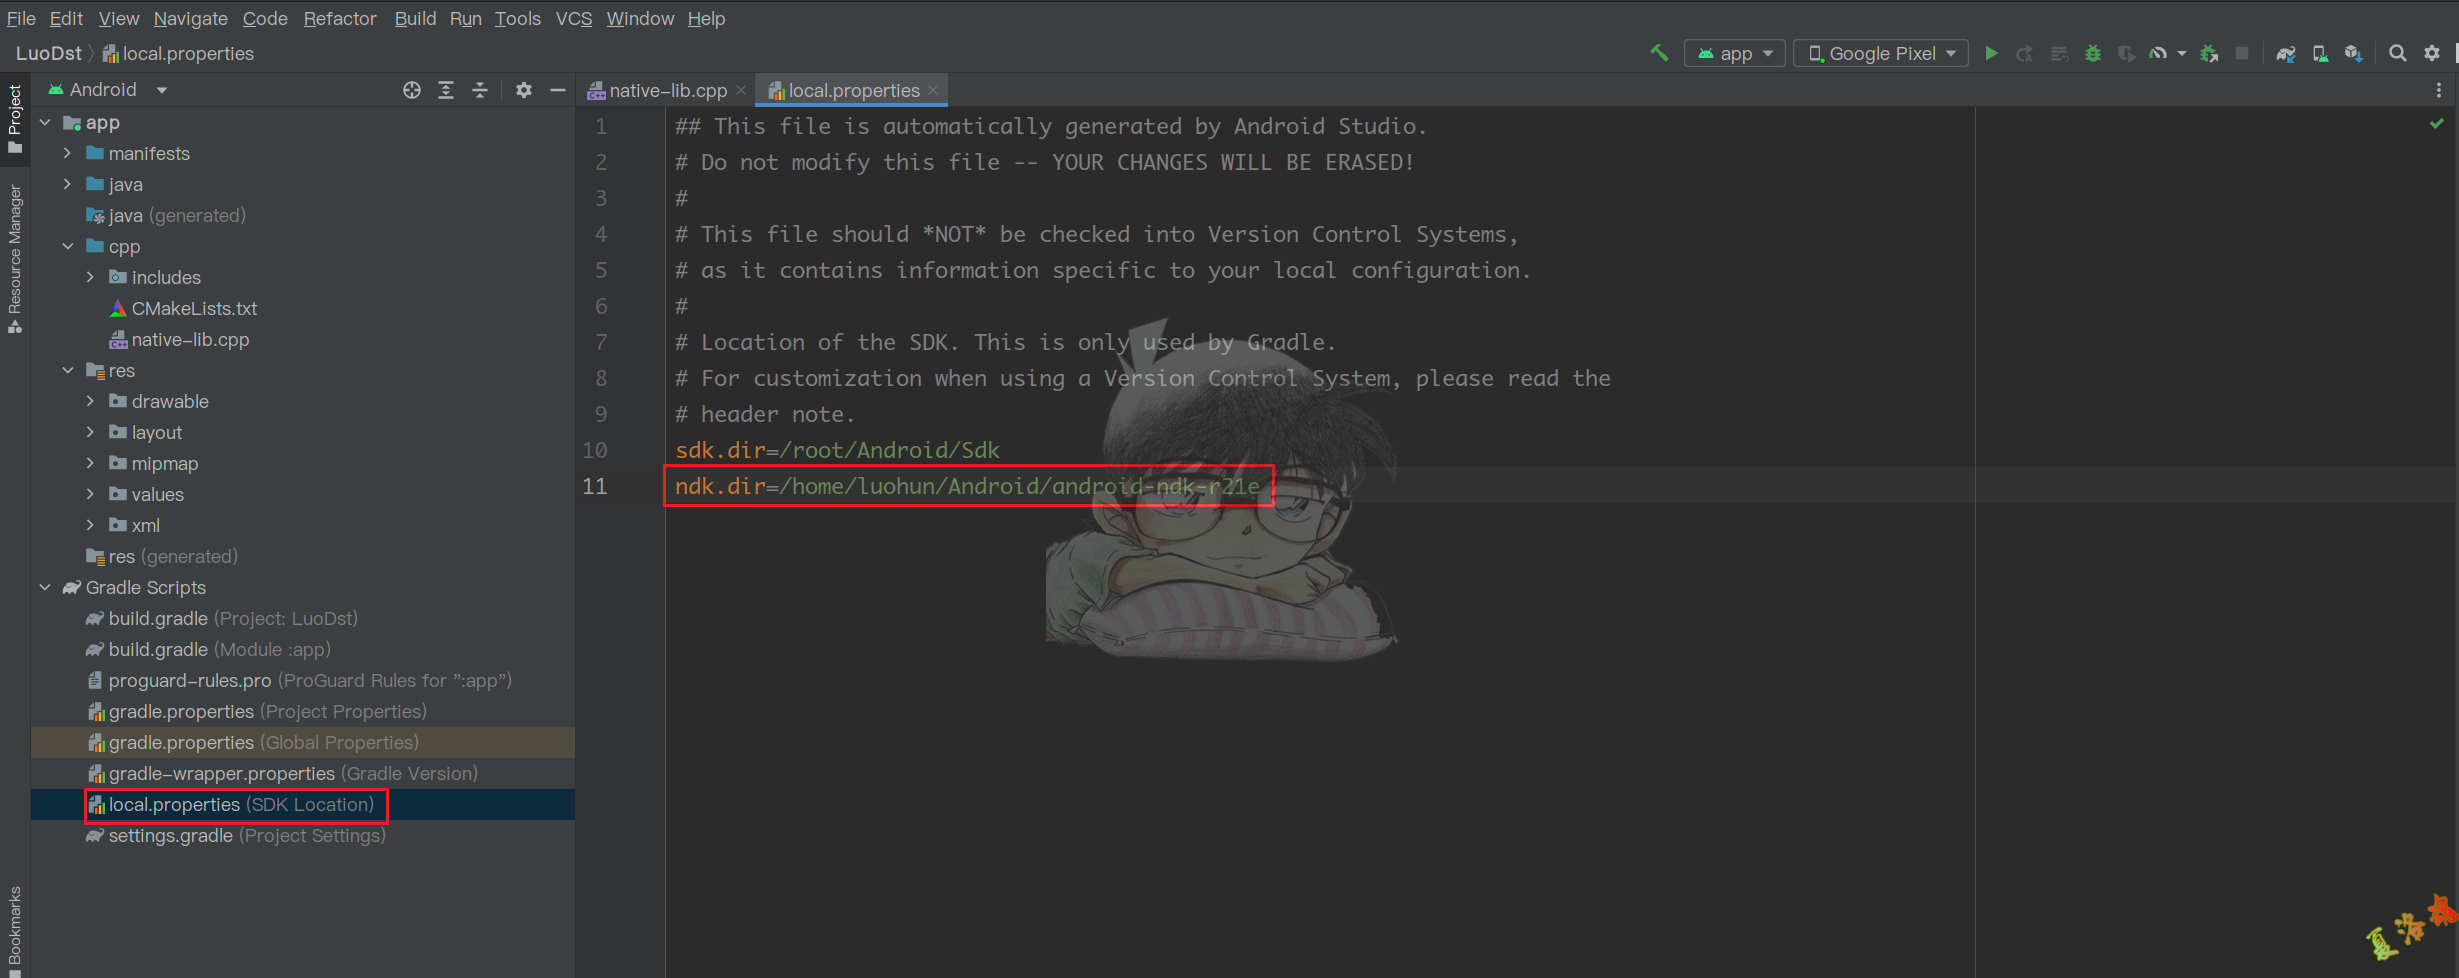 File Edit View Navigate Code Refactor Build Run Tools VCS Window Help
LuoDst local.properties
app Google Pixel
Project
Resource Manager
Bookmarks
Android
app
manifests
java
java (generated)
cpp
includes
CMakeLists.txt
native-lib.cpp
res
drawable
layout
mipmap
values
xml
res (generated)
Gradle Scripts
build.gradle (Project: LuoDst)
build.gradle (Module :app)
proguard-rules.pro (ProGuard Rules for ":app")
gradle.properties (Project Properties)
gradle.properties (Global Properties)
gradle-wrapper.properties (Gradle Version)
local.properties (SDK Location)
settings.gradle (Project Settings)
native-lib.cpp local.properties
1 ## This file is automatically generated by Android Studio.
2 # Do not modify this file -- YOUR CHANGES WILL BE ERASED!
3 #
4 # This file should *NOT* be checked into Version Control Systems,
5 # as it contains information specific to your local configuration.
6 #
7 # Location of the SDK. This is only used by Gradle.
8 # For customization when using a Version Control System, please read the
9 # header note.
10 sdk.dir=/root/Android/Sdk
11 ndk.dir=/home/luohun/Android/android-ndk-r21e